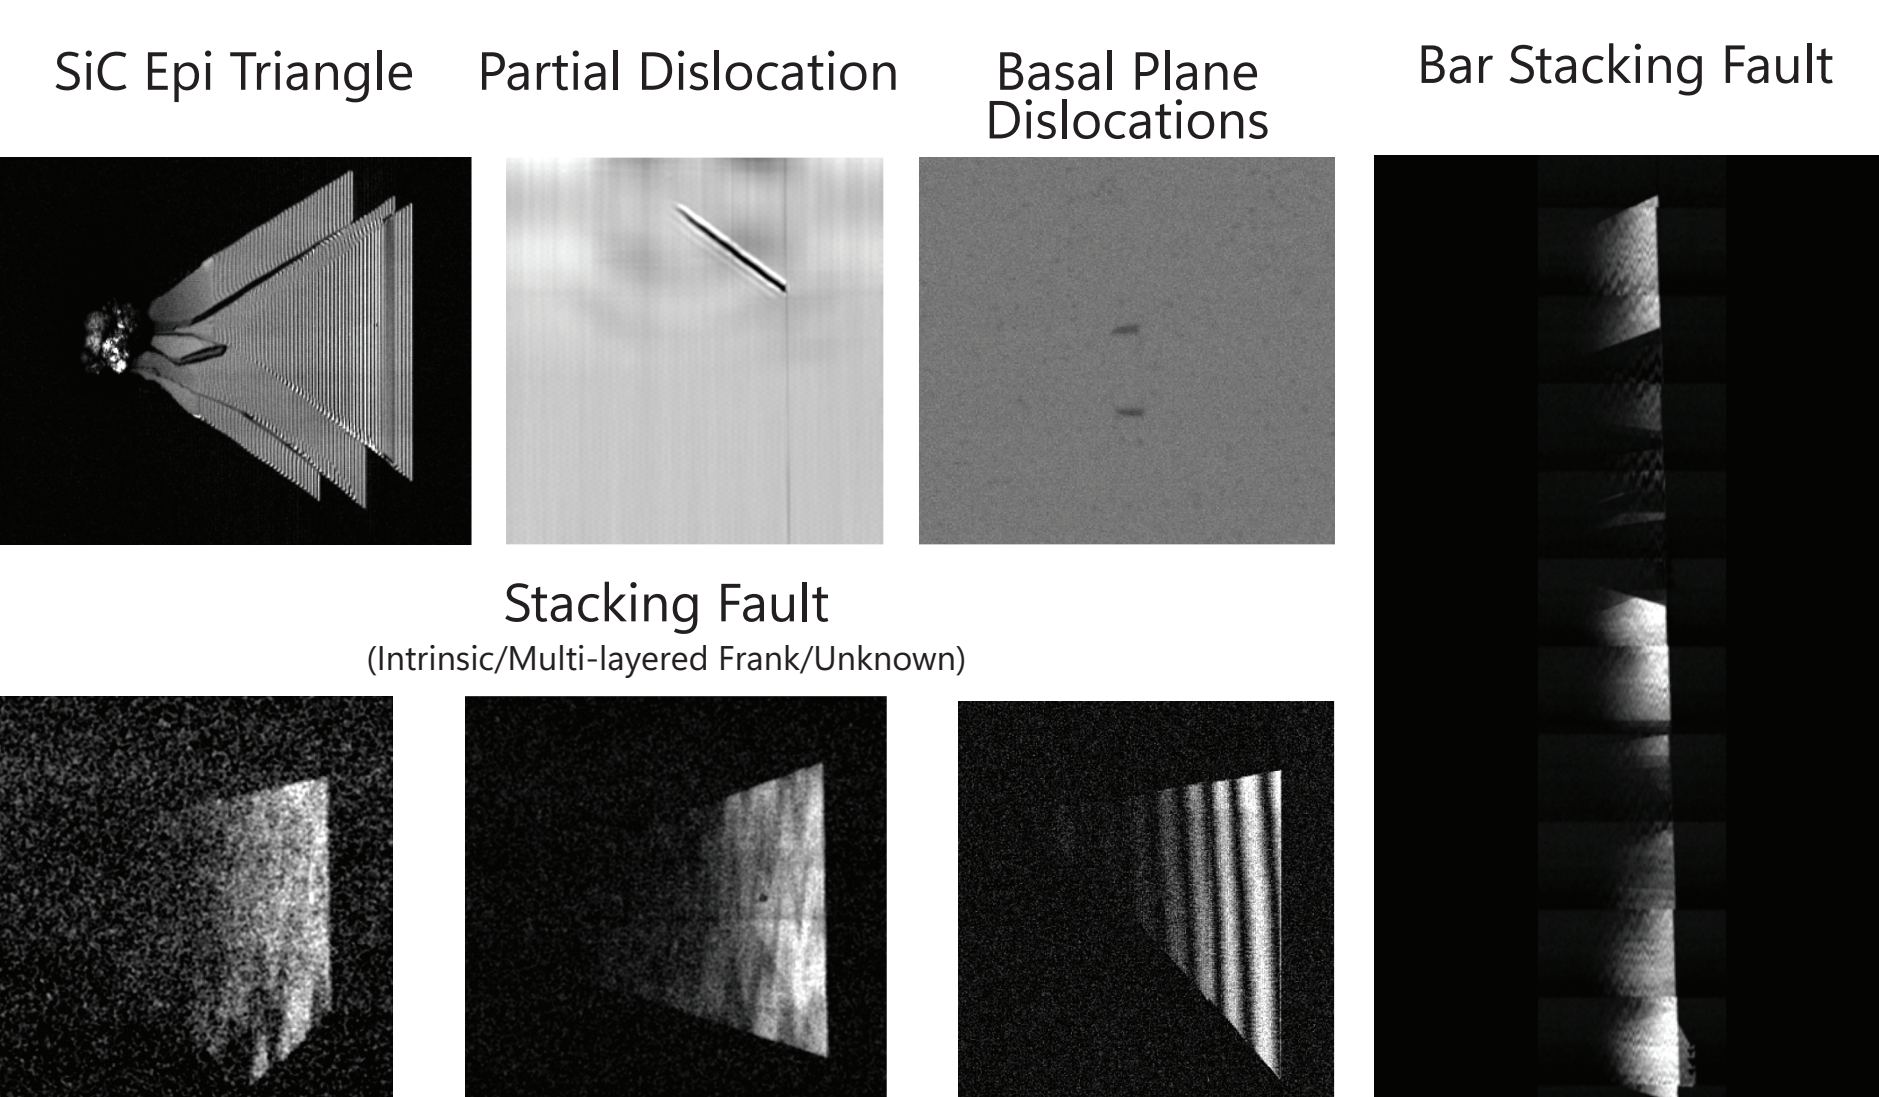 SiC Epi Triangle
Partial Dislocation
Basal Plane
Dislocations
Bar Stacking Fault
Stacking Fault
(Intrinsic/Multi-layered Frank/Unknown)